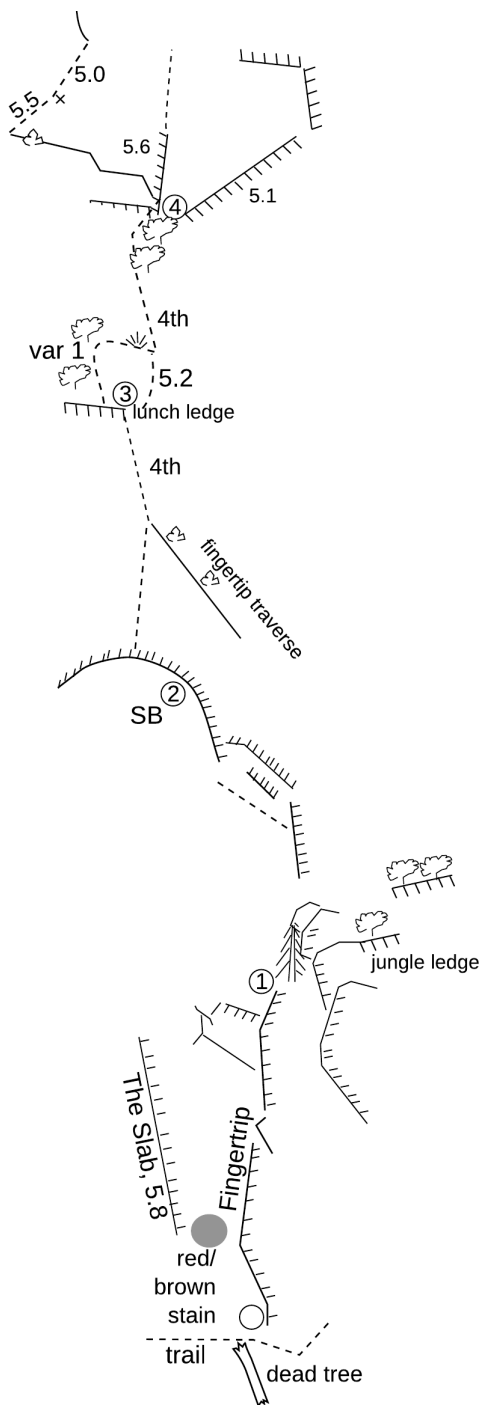 5.0
5.5
5.6
4
5.1
4th
var 1
5.2
3
lunch ledge
4th
fingertip traverse
2
SB
jungle ledge
1
The Slab, 5.8
Fingertrip
red/
brown
stain
trail
dead tree